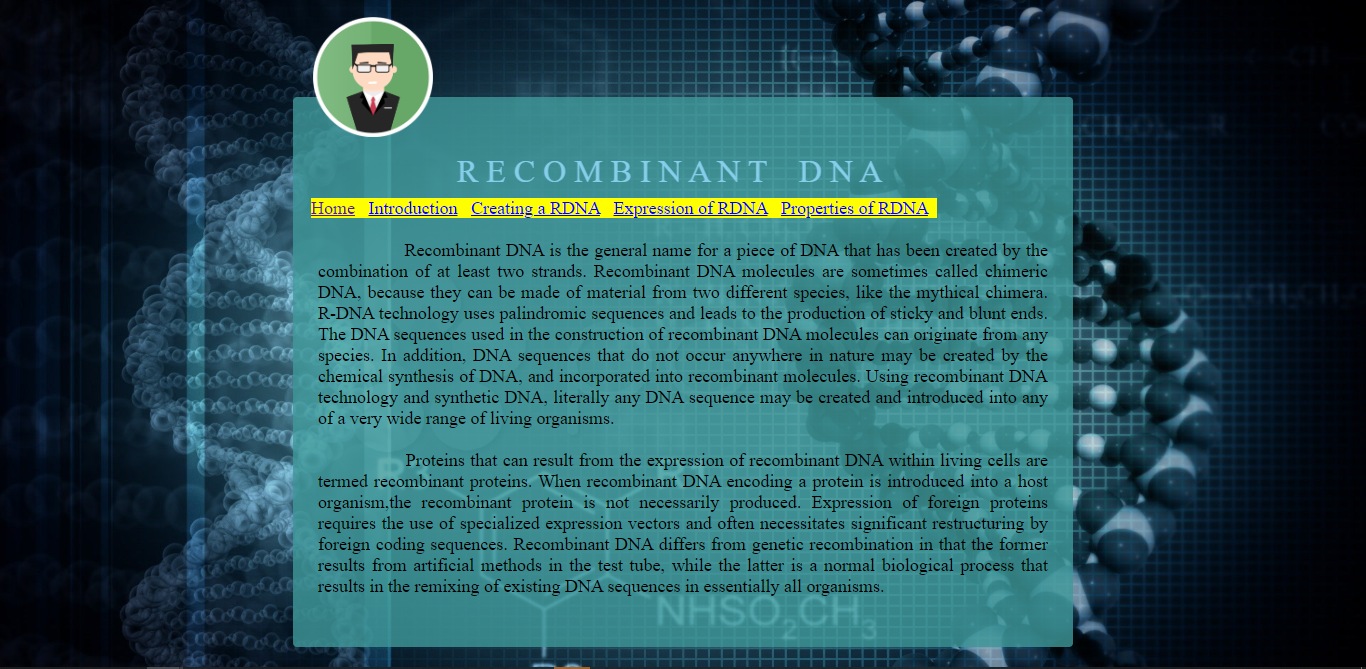 RECOMBINANT DNA
Home Introduction Creating a RDNA Expression of RDNA Properties of RDNA
Recombinant DNA is the general name for a piece of DNA that has been created by the
combination of at least two strands. Recombinant DNA molecules are sometimes called chimeric
DNA, because they can be made of material from two different species, like the mythical chimera.
R-DNA technology uses palindromic sequences and leads to the production of sticky and blunt ends.
The DNA sequences used in the construction of recombinant DNA molecules can originate from any
species. In addition, DNA sequences that do not occur anywhere in nature may be created by the
chemical synthesis of DNA, and incorporated into recombinant molecules. Using recombinant DNA
technology and synthetic DNA, literally any DNA sequence may be created and introduced into any
of a very wide range of living organisms.
Proteins that can result from the expression of recombinant DNA within living cells are
termed recombinant proteins. When recombinant DNA encoding a protein is introduced into a host
organism,the recombinant protein is not necessarily produced. Expression of foreign proteins
requires the use of specialized expression vectors and often necessitates significant restructuring by
foreign coding sequences. Recombinant DNA differs from genetic recombination in that the former
results from artificial methods in the test tube, while the latter is a normal biological process that
results in the remixing of existing DNA sequences in essentially all organisms.
NHSO2CH3